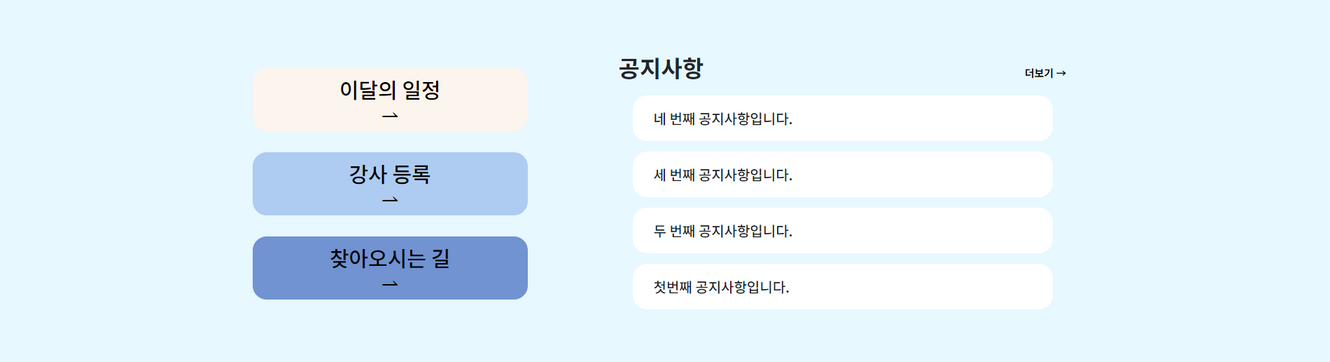 이달의 일정
⇀
강사 등록
⇀
찾아오시는 길
⇀
공지사항
더보기 →
네 번째 공지사항입니다.
세 번째 공지사항입니다.
두 번째 공지사항입니다.
첫번째 공지사항입니다.